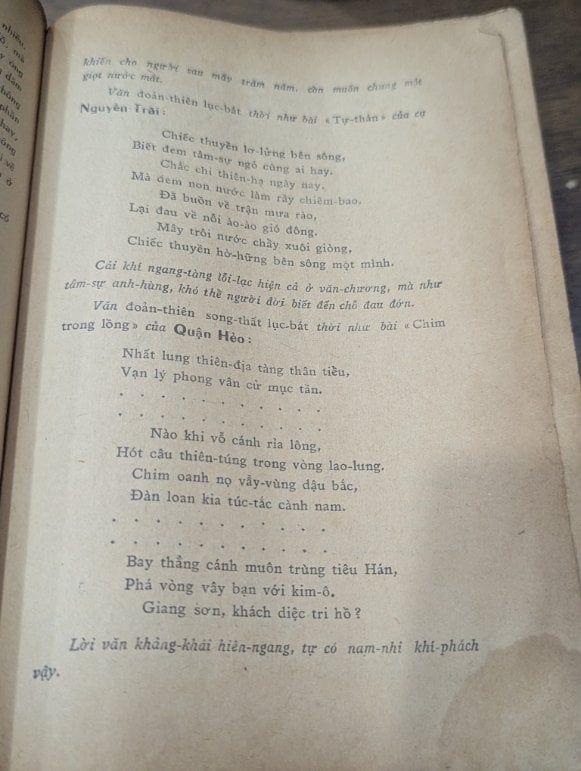 nhiều.
mà
khiến cho người van mấy trăm năm, còn muốn chung một
giọt nước mắt.
Văn đoản-thiên lục-bát thời như bài « Tự-thán » của cụ
Nguyễn Trãi :
Chiếc thuyền lơ-lửng bên sông,
Biết đem tâm-sự ngỏ cùng ai hay.
Chắc chi thiên-hạ ngày nay.
Mà đem non nước làm rầy chiêm-bao,
Đã buồn về trận mưa rào,
Lại đau về nỗi ào-ào gió đông.
Mây trôi nước chẩy xuôi giòng,
Chiếc thuyền hờ-hững bên sông một mình.
Cái khí ngang-tàng lỗi-lạc hiện cả ở văn-chương, mà như
tâm-sự anh-hùng, khó thể người đời biết đến chỗ đau đớn.
Văn đoản-thiên song-thất lục-bát thời như bài « Chim
trong lồng » của Quận Hẻo :
Nhất lung thiên-địa tàng thân tiểu,
Vạn lý phong vân cử mục tần.
. . . . . . . . . .
. . . . . . . . . .
Nào khi vỗ cánh rỉa lông,
Hót câu thiên-túng trong vòng lao-lung.
Chim oanh nọ vẫy-vùng dậu bắc,
Đàn loan kia túc-tắc cành nam.
. . . . . . . . . .
. . . . . . . . . .
Bay thẳng cánh muôn trùng tiêu Hán,
Phá vòng vây bạn với kim-ô.
Giang sơn, khách diệc tri hồ ?
Lời văn khảng-khái hiên-ngang, tự có nam-nhi khí-phách
vậy.